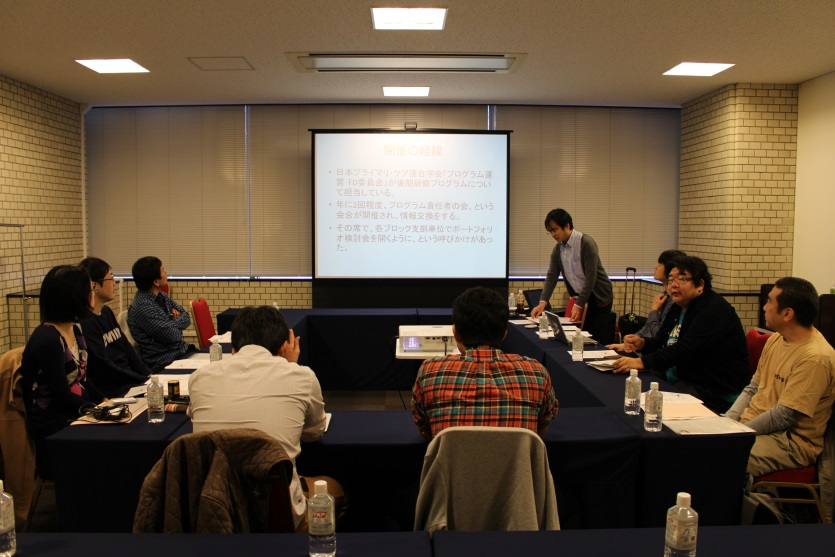 開催の経緯
• 日本プライマリ・ケア連合学会「プログラム運
営・FD委員会」が後期研修プログラムについ
て担当している。
• 年に2回程度、プログラム責任者の会、という
会合が開催され、情報交換をする。
• その席で、各ブロック支部単位でポートフォリ
オ検討会を開くように、という呼びかけがあっ
た。